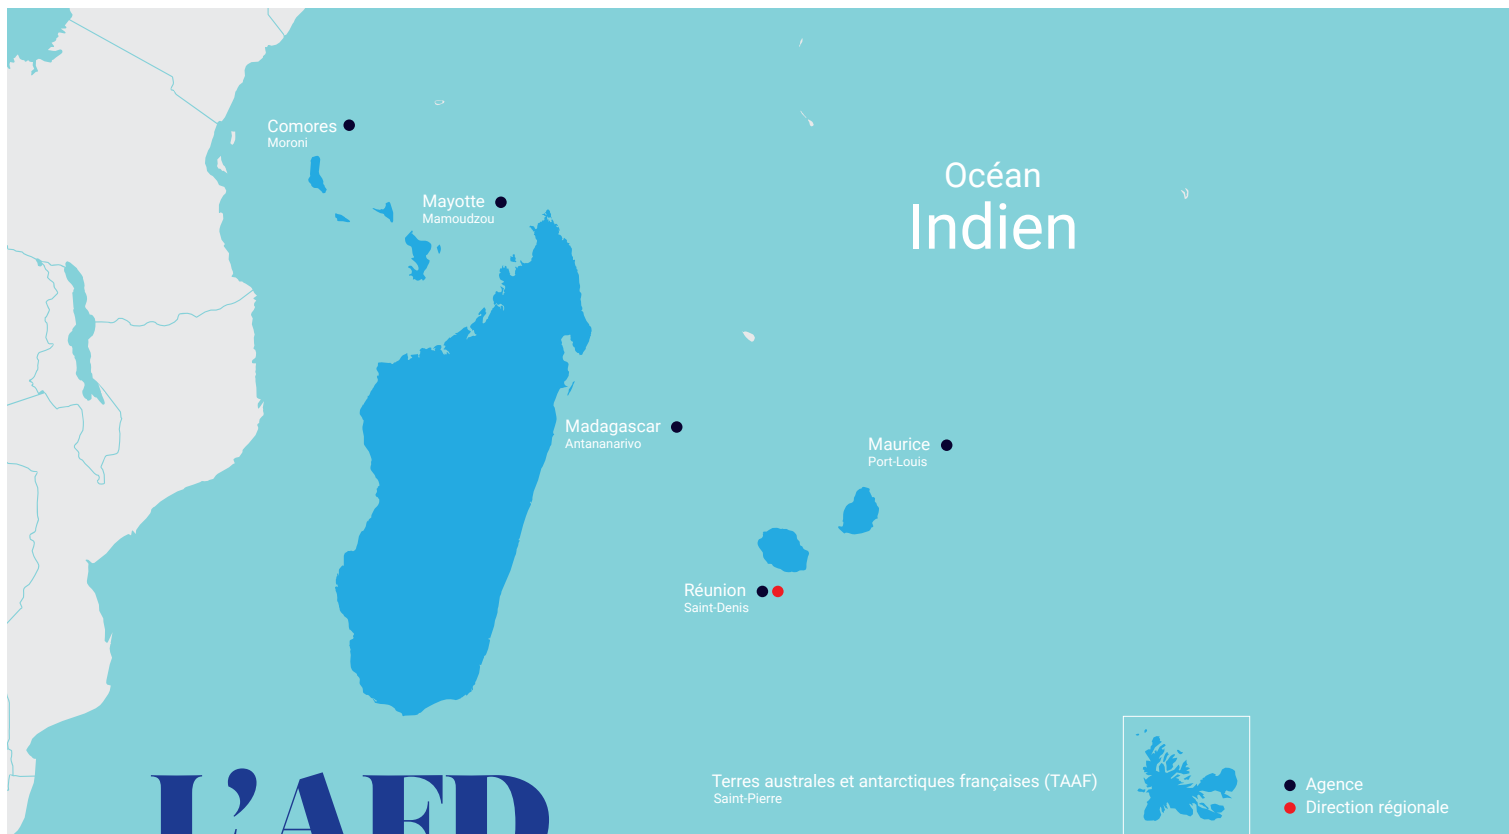 Comores
Moroni
Mayotte
Mamoudzou
Océan
Indien
Madagascar
Antananarivo
Maurice
Port-Louis
Réunion
Saint-Denis
Terres australes et antarctiques françaises (TAAF)
Saint-Pierre
Agence
Direction régionale
L’AFD